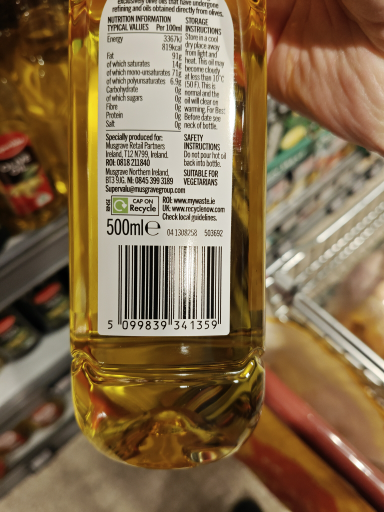 Exclusively olive oils that have undergone
refining and oils obtained directly from olives.
NUTRITION INFORMATION
TYPICAL VALUES Per 100ml
Energy 3367kJ
819kcal
Fat 91g
of which saturates 14g
of which mono-unsaturates 71g
of which polyunsaturates 6.9g
Carbohydrate 0g
of which sugars 0g
Fibre 0g
Protein 0g
Salt 0g
STORAGE
INSTRUCTIONS
Store in a cool
dry place away
from light and
heat. This oil may
become cloudy
at less than 10°C
(50 F). This is
normal and the
oil will clear on
warming. For Best
Before date see
neck of bottle.
Specially produced for:
Musgrave Retail Partners
Ireland, T12 N799, Ireland.
ROI: 0818 211840
Musgrave Northern Ireland,
BT3 9JG. NI: 0845 399 3189
Supervalu@musgravegroup.com
SAFETY
INSTRUCTIONS
Do not pour hot oil
back into bottle.
SUITABLE FOR
VEGETARIANS
CAP ON
Recycle
ROI: www.mywaste.ie
UK: www.recyclenow.com
Check local guidelines.
500ml℮
041308258 503692
5 099839 341359